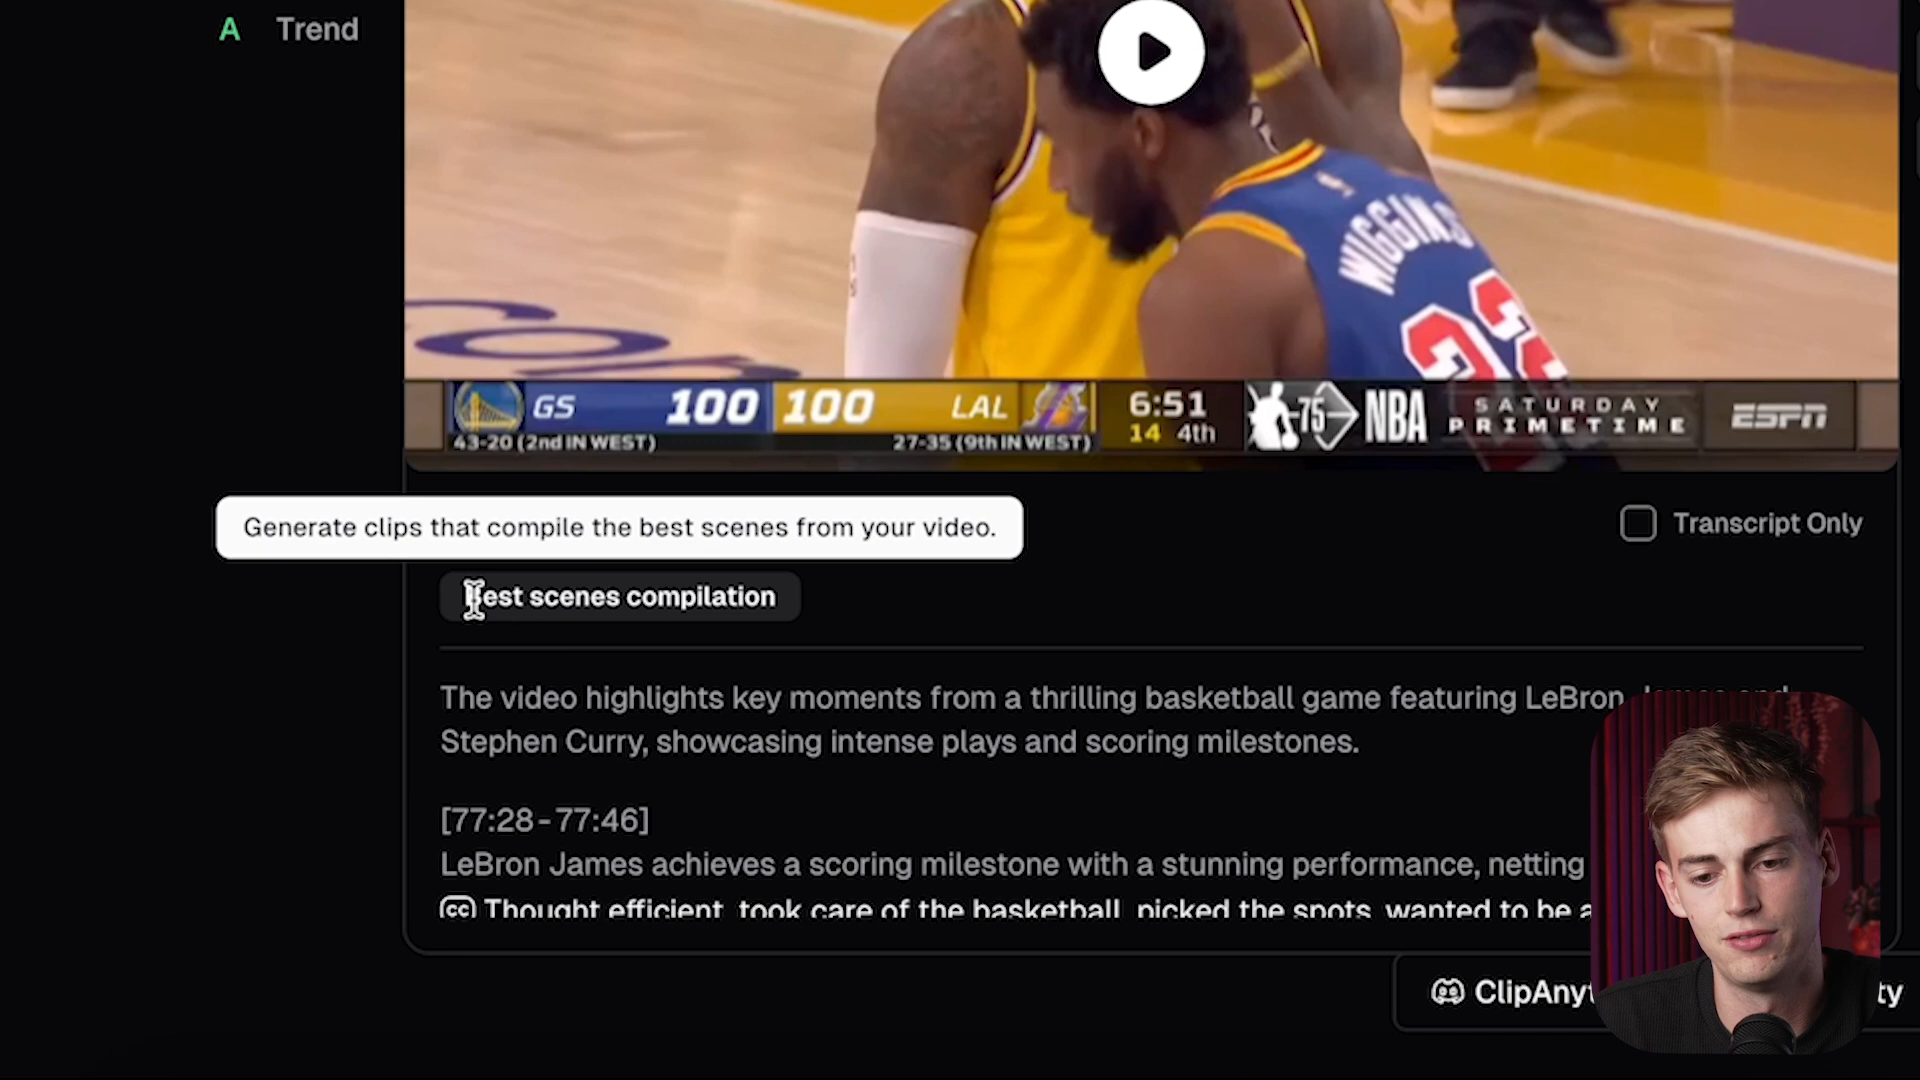 A Trend
WIGGINS
22
GS 100 100 LAL 6:51 75 NBA SATURDAY PRIMETIME ESPN
43-20 (2nd IN WEST) 27-35 (9th IN WEST) 14 4th
Generate clips that compile the best scenes from your video.
Transcript Only
Best scenes compilation
The video highlights key moments from a thrilling basketball game featuring LeBron James and
Stephen Curry, showcasing intense plays and scoring milestones.
[77:28-77:46]
LeBron James achieves a scoring milestone with a stunning performance, netting
CC Thought efficient, took care of the basketball, picked the spots, wanted to be a
ClipAny ty